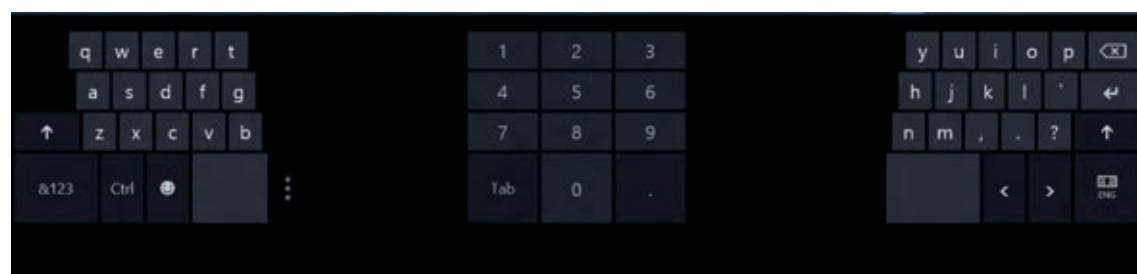 q w e r t 1 2 3 y u i o p
a s d f g 4 5 6 h j k l '
z x c v b 7 8 9 n m , . ?
&123 Ctrl Tab 0 . < > ENG